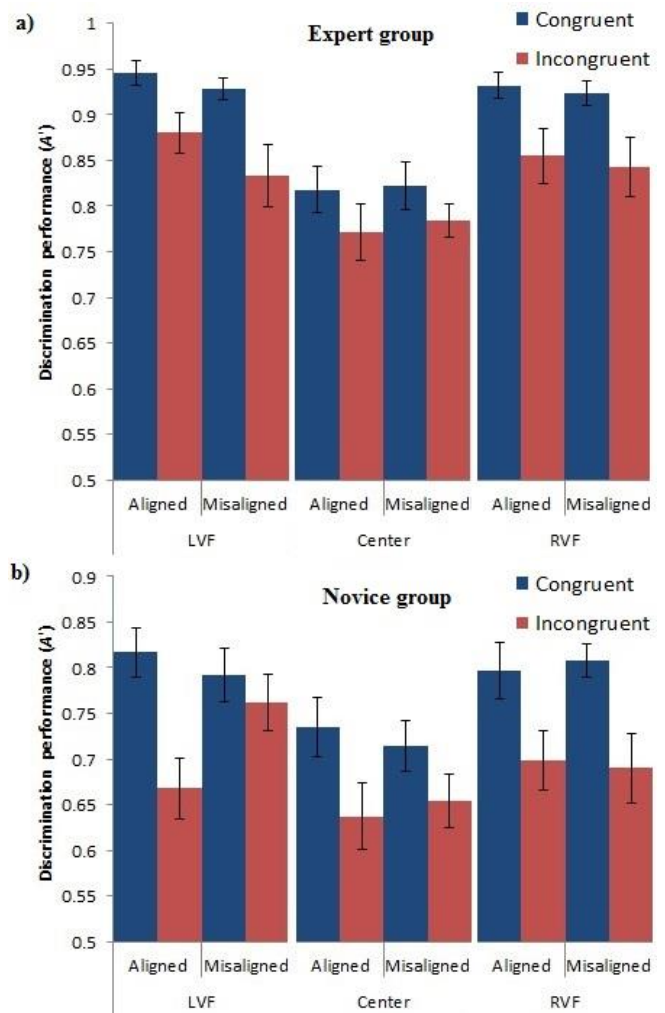 a)
Expert group
Congruent
Incongruent
Discrimination performance (A')
1
0.95
0.9
0.85
0.8
0.75
0.7
0.65
0.6
0.55
0.5
Aligned Misaligned Aligned Misaligned Aligned Misaligned
LVF Center RVF
b)
Novice group
Congruent
Incongruent
Discrimination performance (A')
0.9
0.85
0.8
0.75
0.7
0.65
0.6
0.55
0.5
Aligned Misaligned Aligned Misaligned Aligned Misaligned
LVF Center RVF